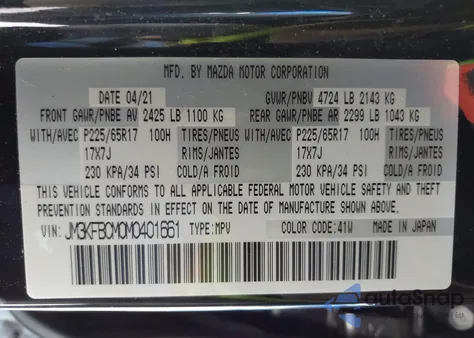 MFD. BY MAZDA MOTOR CORPORATION
DATE 04/21 GVWR/PNBV 4724 LB 2143 KG
FRONT GAWR/PNBE AV 2425 LB 1100 KG REAR GAWR/PNBE AR 2299 LB 1043 KG
WITH/AVEC P225/65R17 100H TIRES/PNEUS WITH/AVEC P225/65R17 100H TIRES/PNEUS
17X7J RIMS/JANTES 17X7J RIMS/JANTES
230 KPA/34 PSI COLD/A FROID 230 KPA/34 PSI COLD/A FROID
THIS VEHICLE CONFORMS TO ALL APPLICABLE FEDERAL MOTOR VEHICLE SAFETY AND THEFT
PREVENTION STANDARDS IN EFFECT ON THE DATE OF MANUFACTURE SHOWN ABOVE.
VIN: JM3KFBCM0M0401661 TYPE: MPV COLOR CODE: 41W MADE IN JAPAN
autoSnap